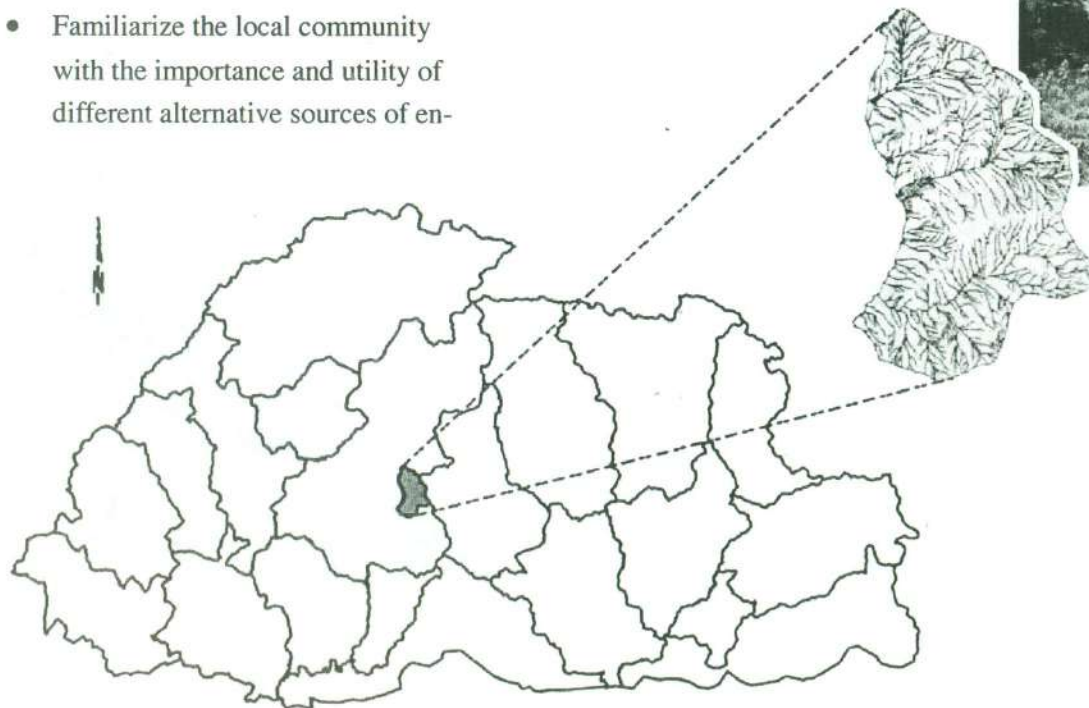 • Familiarize the local community
with the importance and utility of
different alternative sources of en-
N